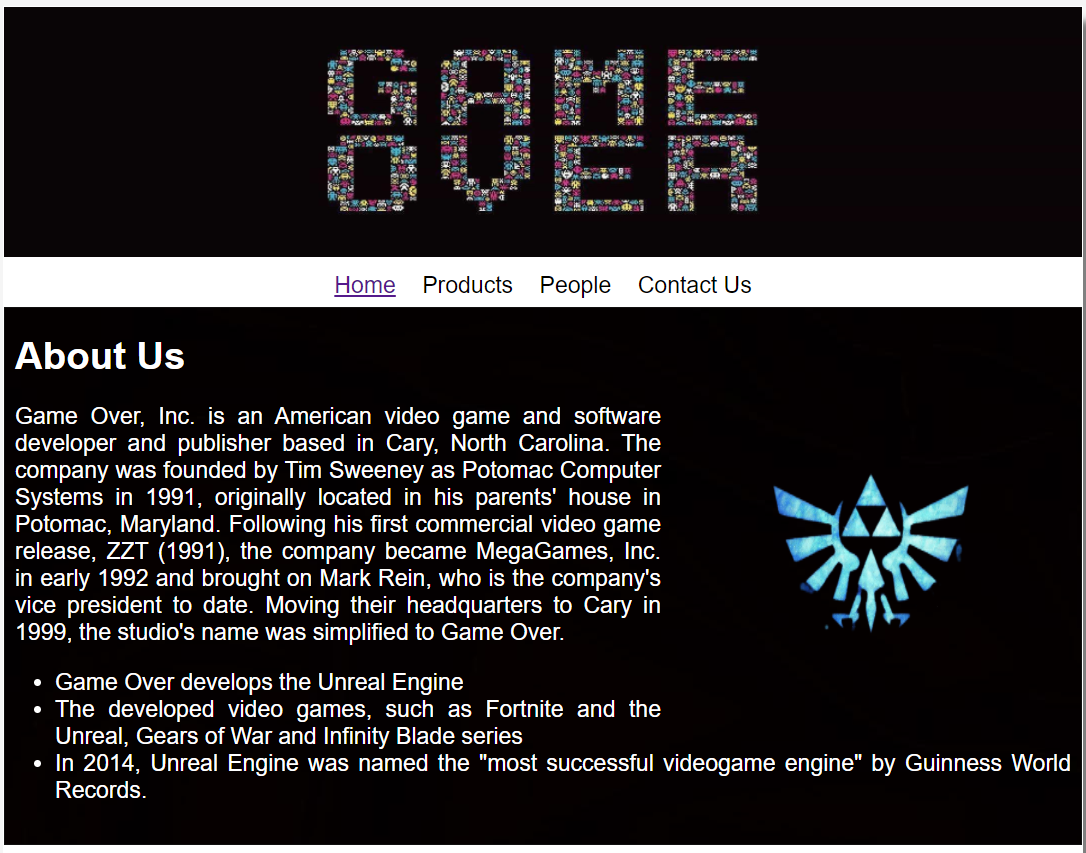 GAME
OVER
Home Products People Contact Us
About Us
Game Over, Inc. is an American video game and software
developer and publisher based in Cary, North Carolina. The
company was founded by Tim Sweeney as Potomac Computer
Systems in 1991, originally located in his parents' house in
Potomac, Maryland. Following his first commercial video game
release, ZZT (1991), the company became MegaGames, Inc.
in early 1992 and brought on Mark Rein, who is the company's
vice president to date. Moving their headquarters to Cary in
1999, the studio's name was simplified to Game Over.
• Game Over develops the Unreal Engine
• The developed video games, such as Fortnite and the
Unreal, Gears of War and Infinity Blade series
• In 2014, Unreal Engine was named the "most successful videogame engine" by Guinness World
Records.